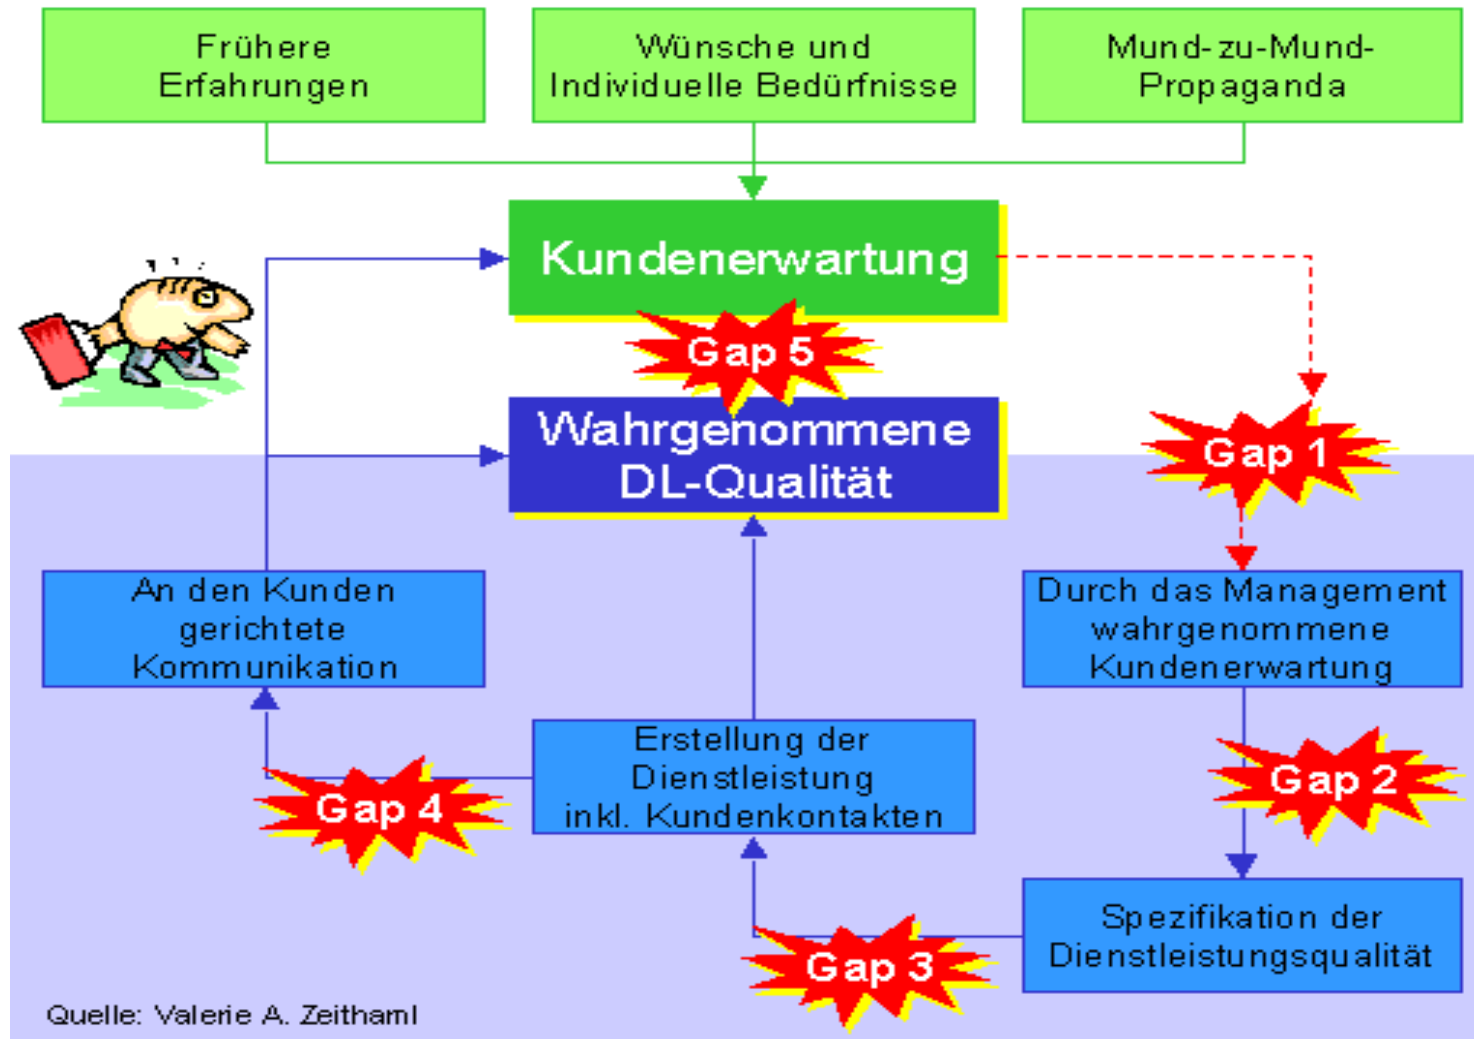 Frühere
Erfahrungen
Wünsche und
Individuelle Bedürfnisse
Mund-zu-Mund-
Propaganda
Kundenerwartung
Gap 5
Wahrgenommene
DL-Qualität
Gap 1
An den Kunden
gerichtete
Kommunikation
Durch das Management
wahrgenommene
Kundenerwartung
Erstellung der
Dienstleistung
inkl. Kundenkontakten
Gap 4
Gap 2
Spezifikation der
Dienstleistungsqualität
Gap 3
Quelle: Valerie A. Zeithaml